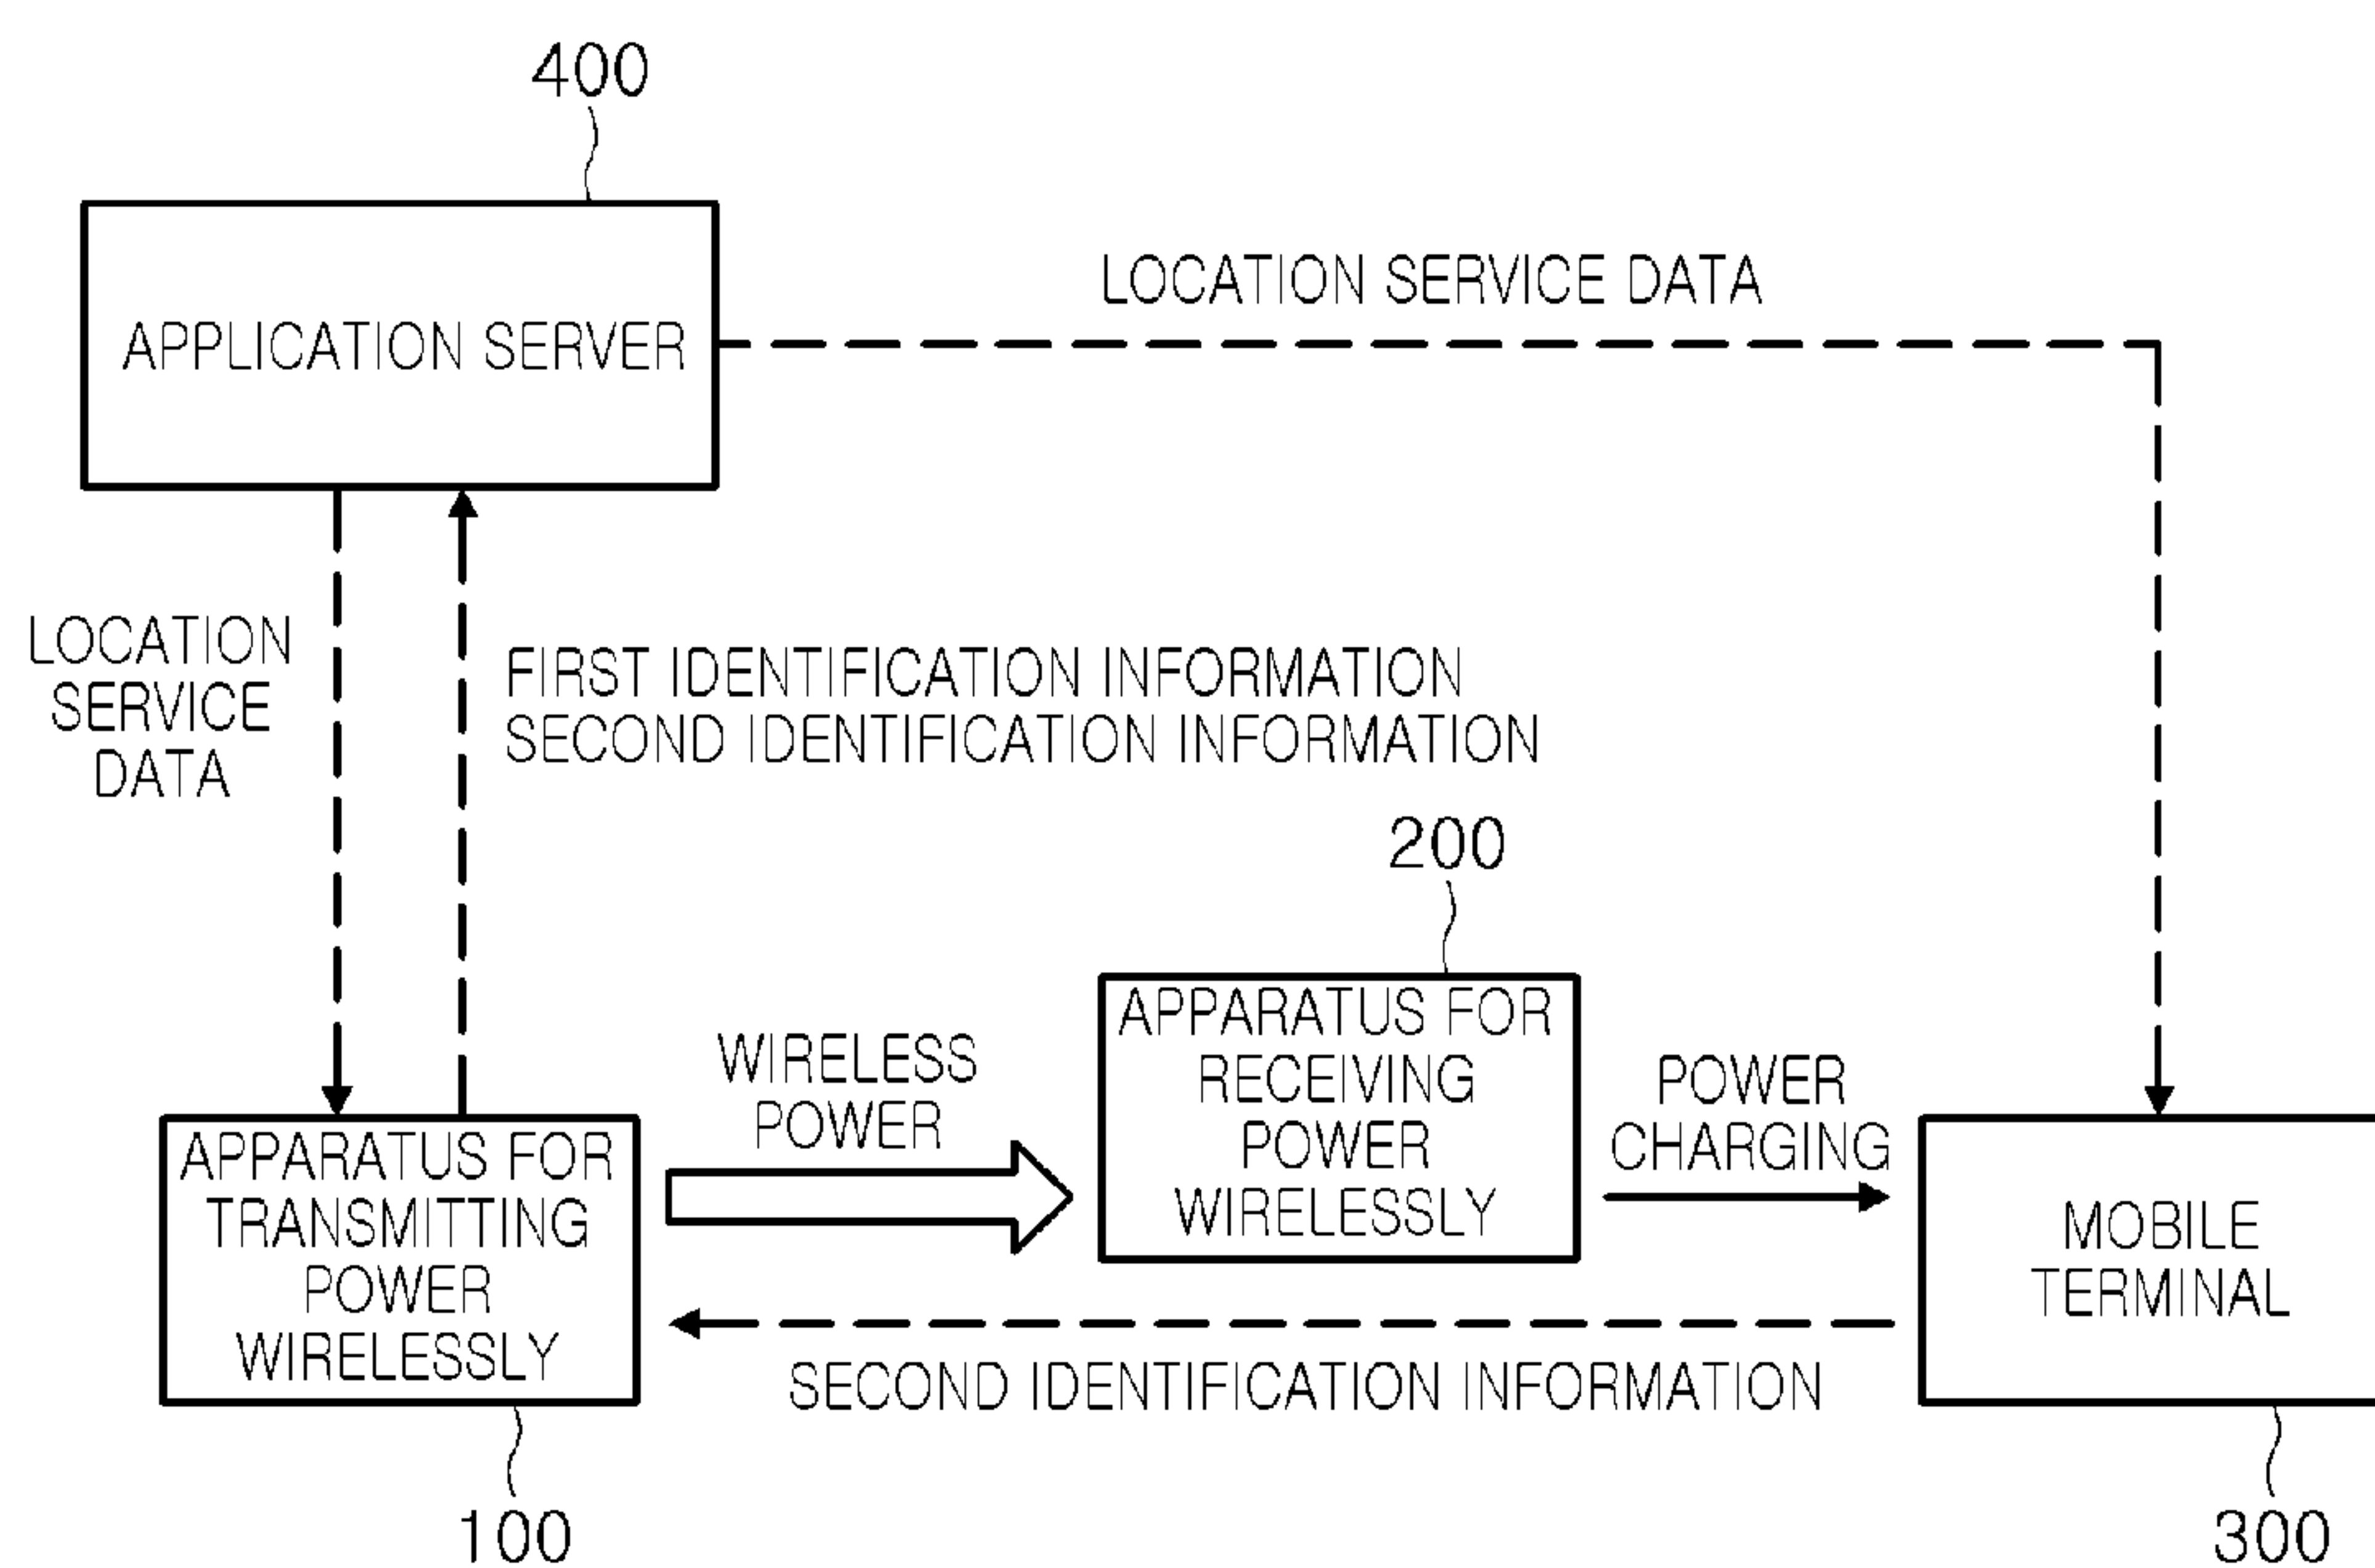 400
APPLICATION SERVER
LOCATION SERVICE DATA
LOCATION
SERVICE
DATA
FIRST IDENTIFICATION INFORMATION
SECOND IDENTIFICATION INFORMATION
200
APPARATUS FOR
TRANSMITTING
POWER
WIRELESSLY
WIRELESS
POWER
APPARATUS FOR
RECEIVING
POWER
WIRELESSLY
POWER
CHARGING
MOBILE
TERMINAL
SECOND IDENTIFICATION INFORMATION
100
300